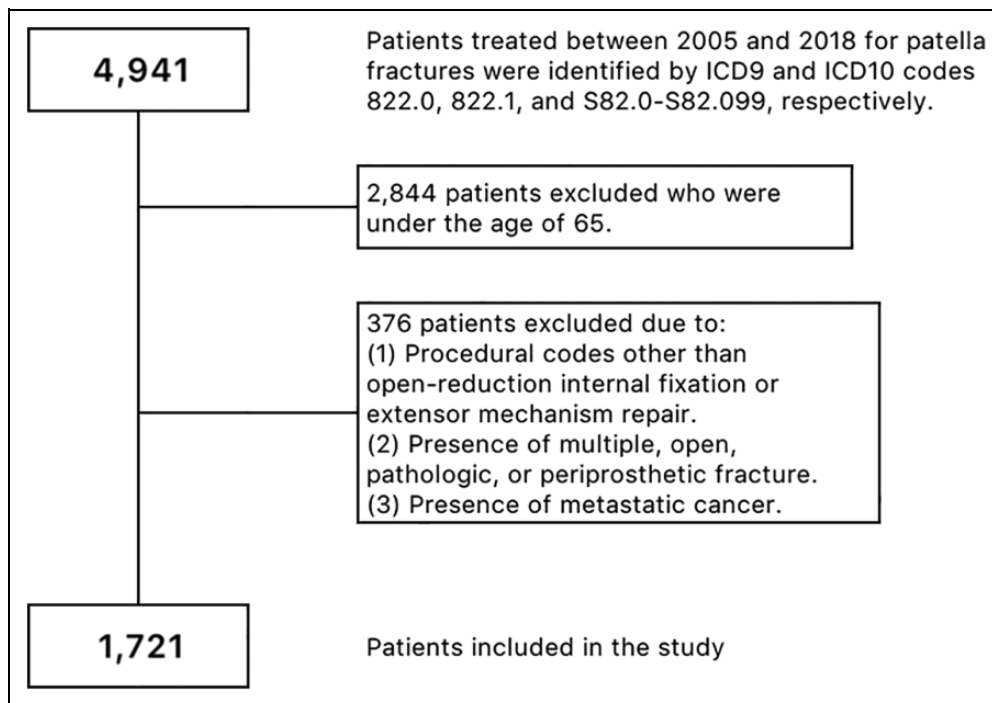 4,941
Patients treated between 2005 and 2018 for patella
fractures were identified by ICD9 and ICD10 codes
822.0, 822.1, and S82.0-S82.099, respectively.
2,844 patients excluded who were
under the age of 65.
376 patients excluded due to:
(1) Procedural codes other than
open-reduction internal fixation or
extensor mechanism repair.
(2) Presence of multiple, open,
pathologic, or periprosthetic fracture.
(3) Presence of metastatic cancer.
1,721
Patients included in the study